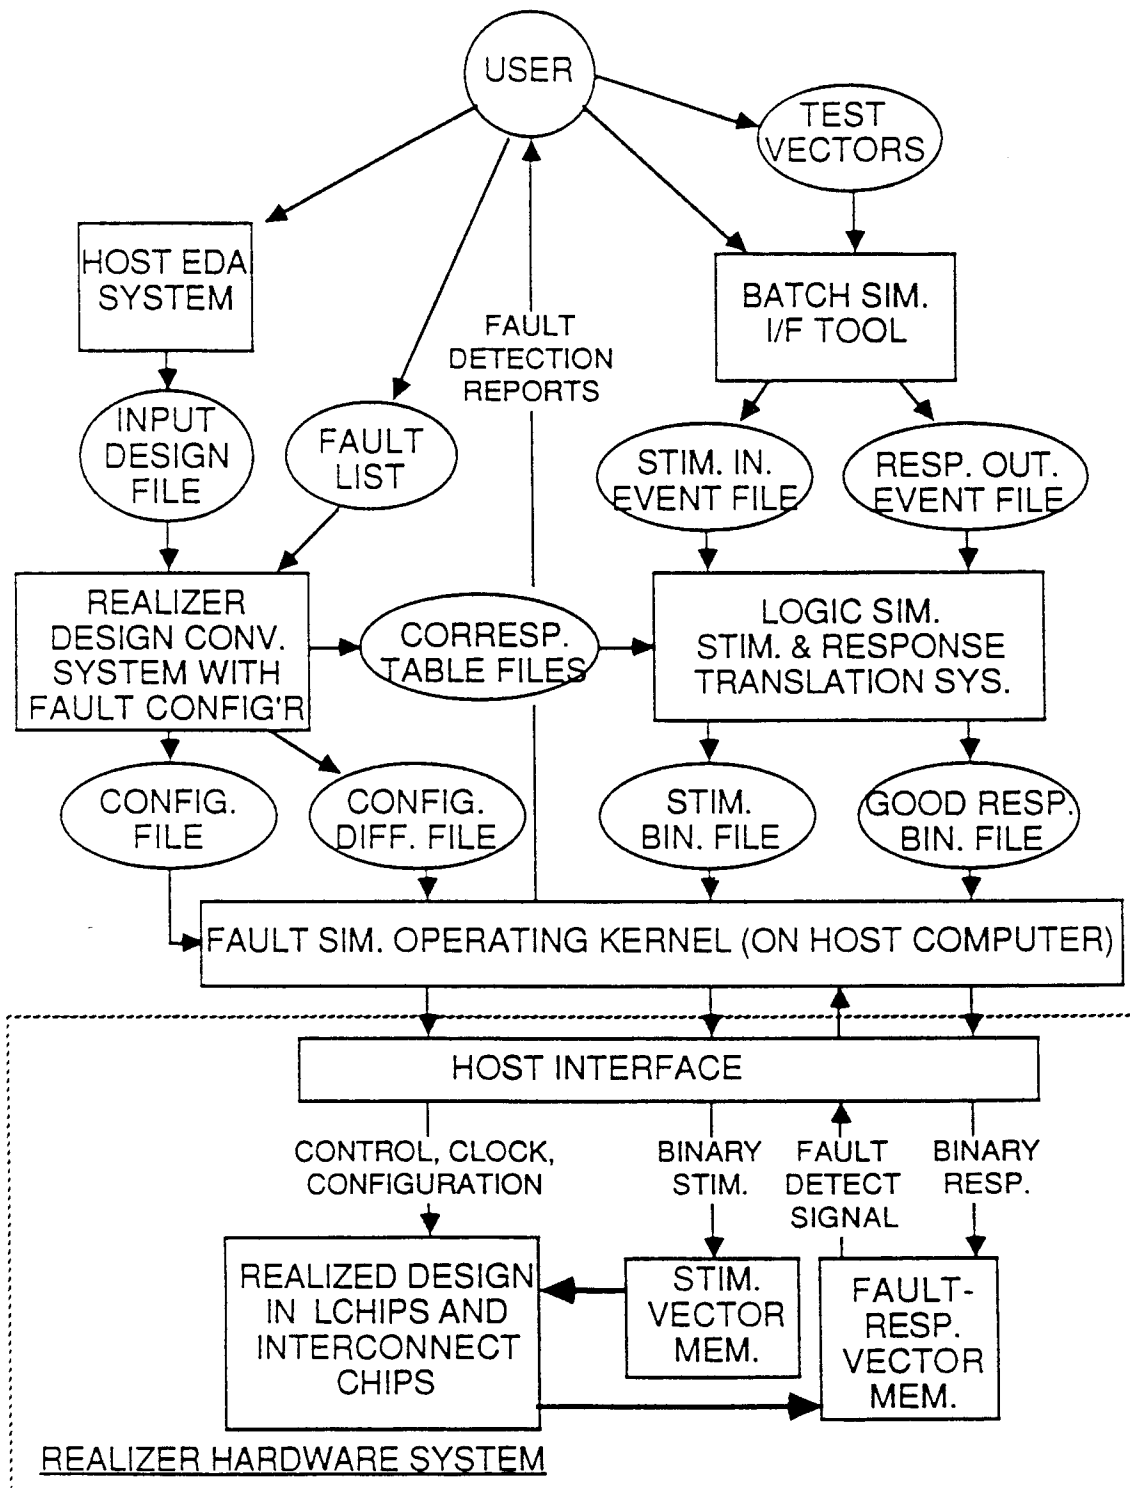 USER
TEST
VECTORS
HOST EDA
SYSTEM
BATCH SIM.
I/F TOOL
FAULT
DETECTION
REPORTS
INPUT
DESIGN
FILE
FAULT
LIST
STIM. IN.
EVENT FILE
RESP. OUT.
EVENT FILE
REALIZER
DESIGN CONV.
SYSTEM WITH
FAULT CONFIG'R
CORRESP.
TABLE FILES
LOGIC SIM.
STIM. & RESPONSE
TRANSLATION SYS.
CONFIG.
FILE
CONFIG.
DIFF. FILE
STIM.
BIN. FILE
GOOD RESP.
BIN. FILE
FAULT SIM. OPERATING KERNEL (ON HOST COMPUTER)
HOST INTERFACE
CONTROL, CLOCK,
CONFIGURATION
BINARY
STIM.
FAULT
DETECT
SIGNAL
BINARY
RESP.
REALIZED DESIGN
IN LCHIPS AND
INTERCONNECT
CHIPS
STIM.
VECTOR
MEM.
FAULT-
RESP.
VECTOR
MEM.
REALIZER HARDWARE SYSTEM